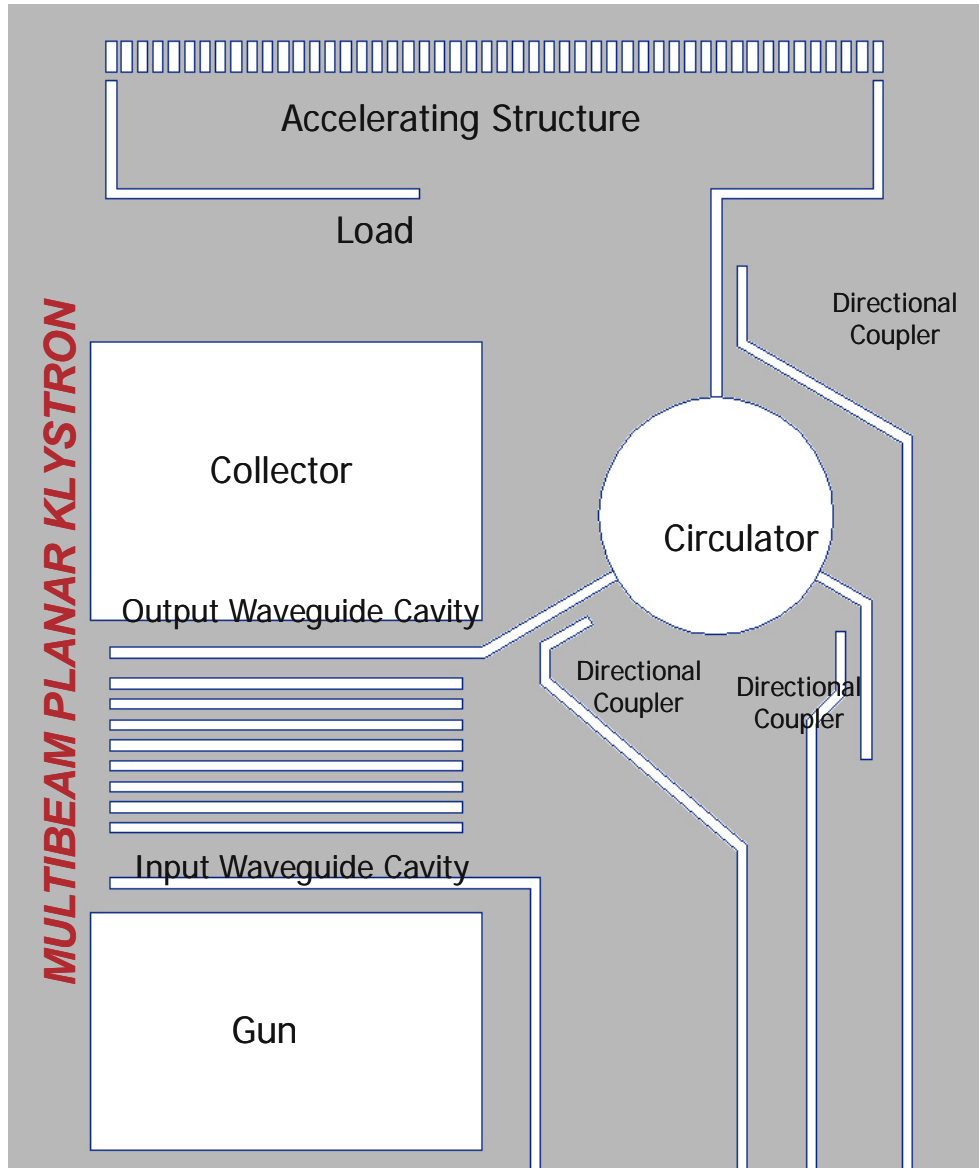 Accelerating Structure
Load
Directional
Coupler
MULTIBEAM PLANAR KLYSTRON
Collector
Circulator
Output Waveguide Cavity
Directional
Coupler
Directional
Coupler
Input Waveguide Cavity
Gun